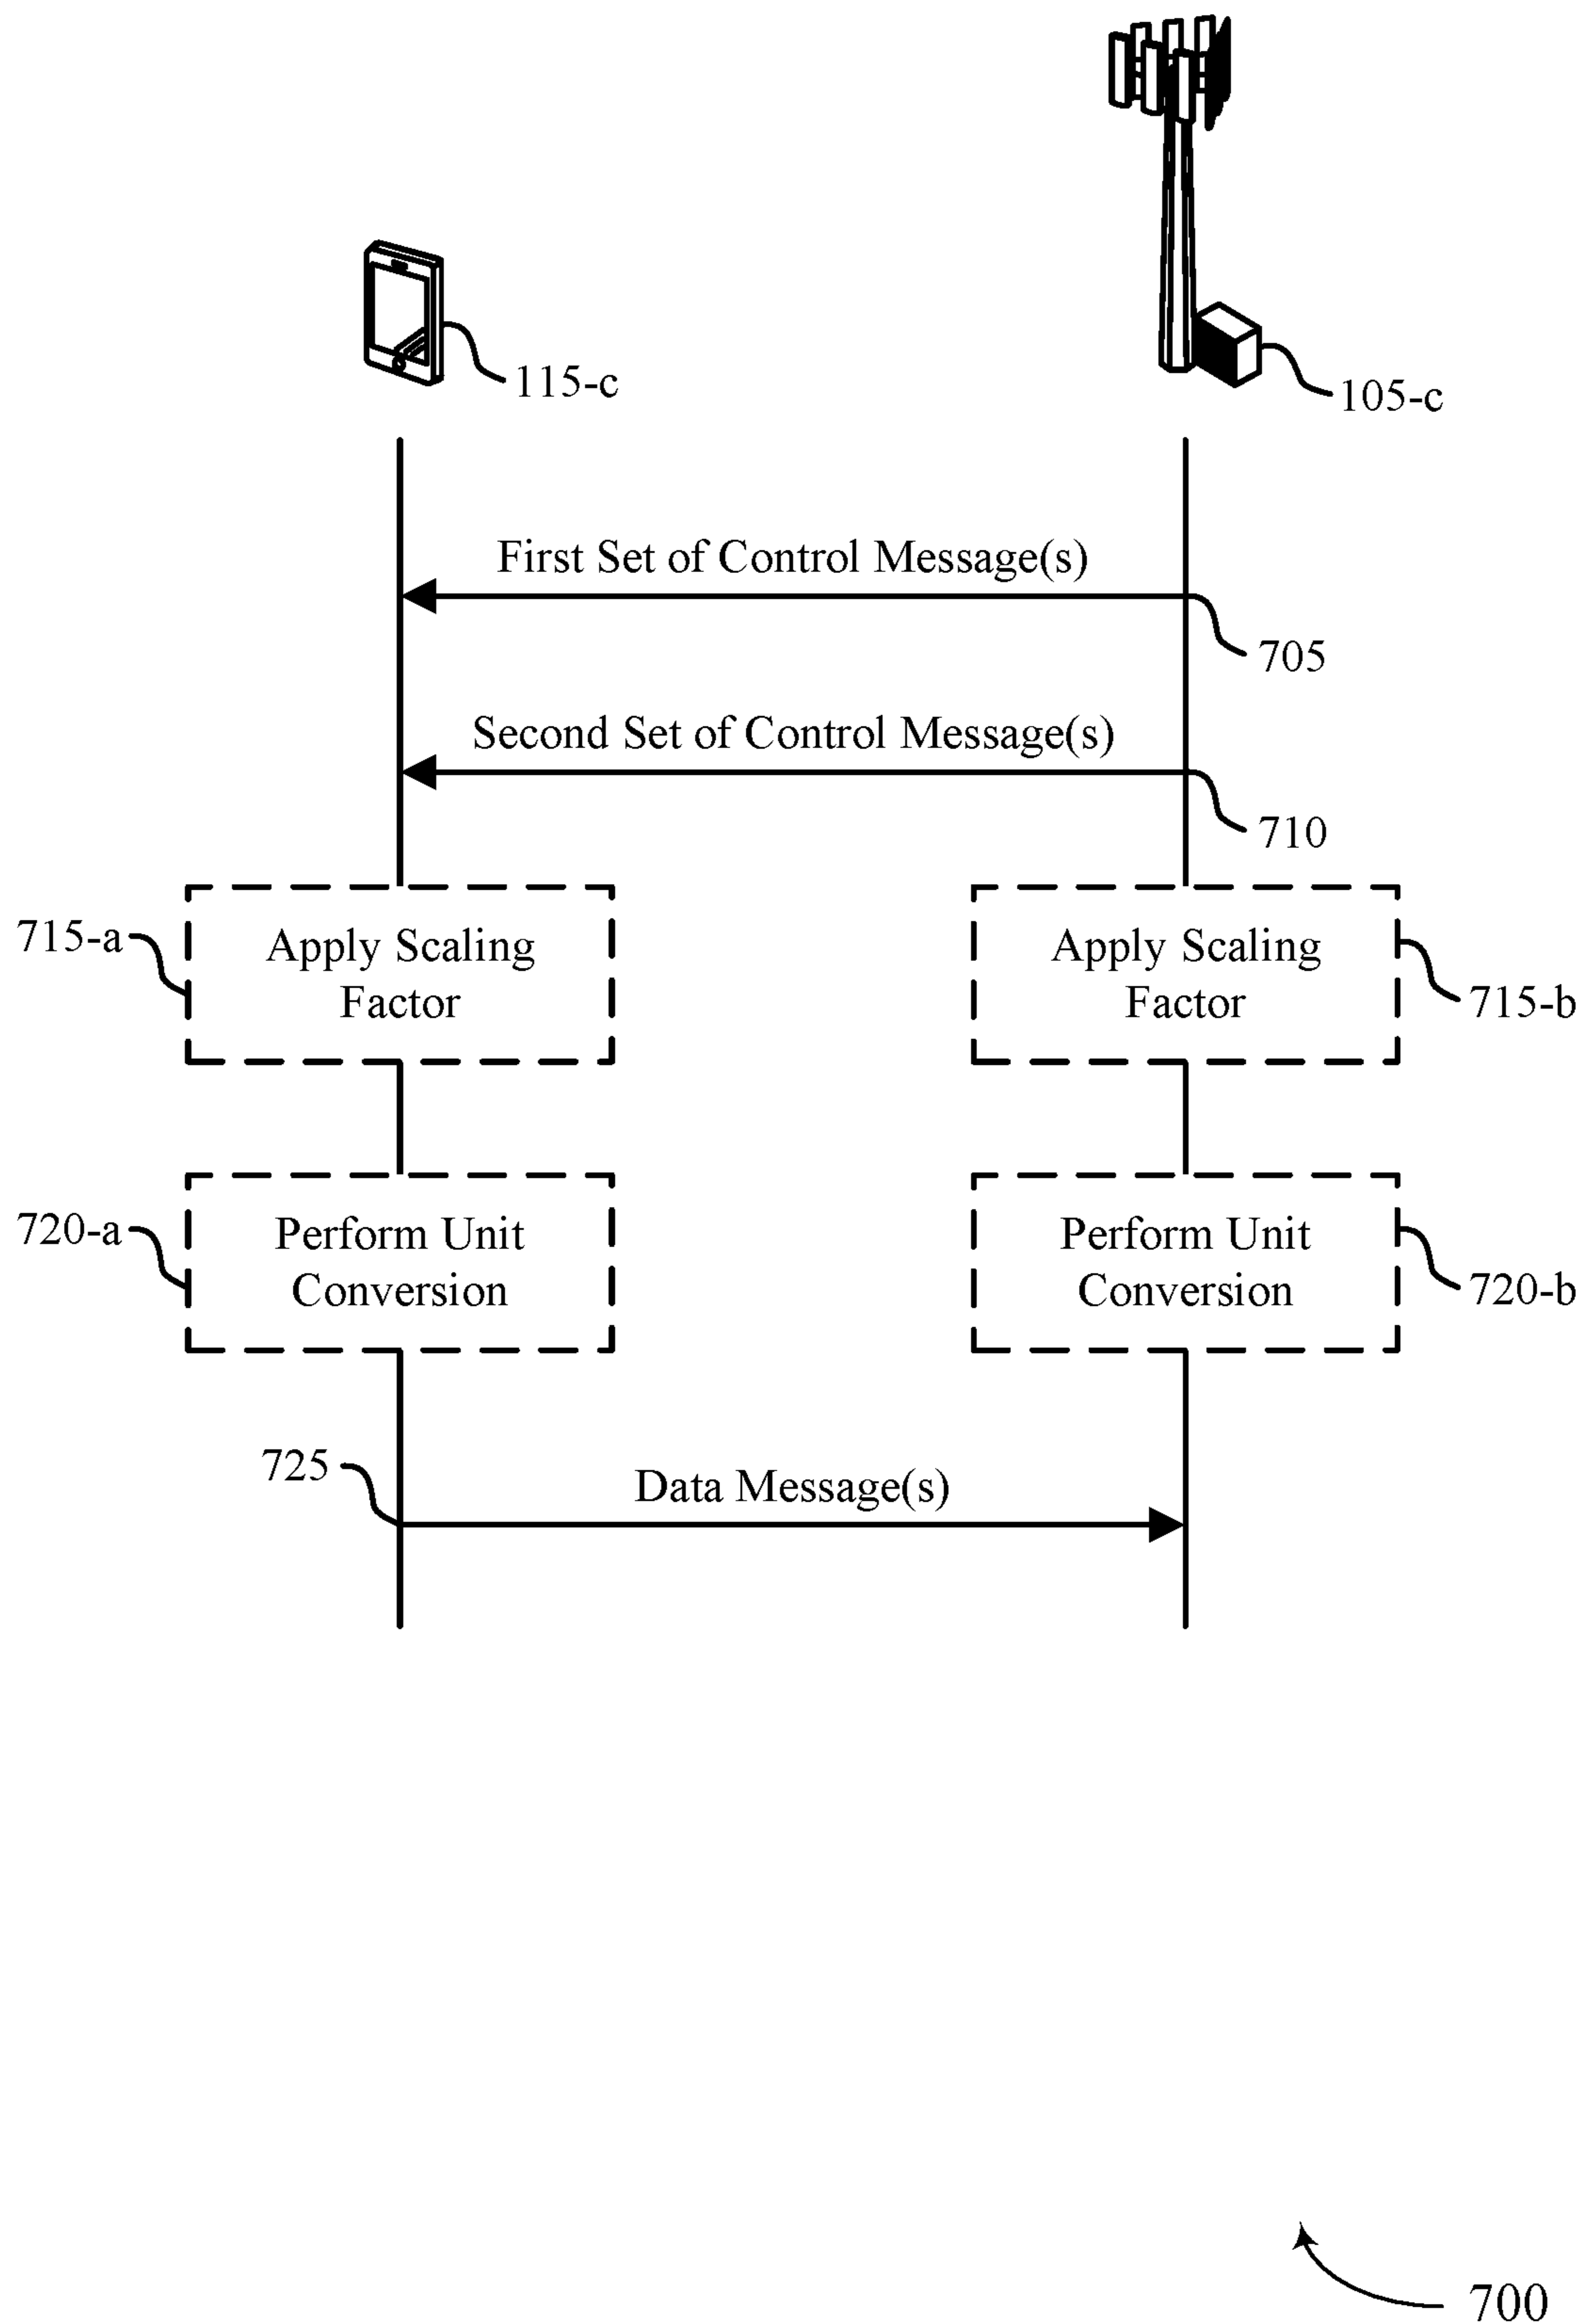 115-c
105-c
First Set of Control Message(s)
705
Second Set of Control Message(s)
710
715-a
Apply Scaling
Factor
Apply Scaling
Factor
715-b
720-a
Perform Unit
Conversion
Perform Unit
Conversion
720-b
725
Data Message(s)
700